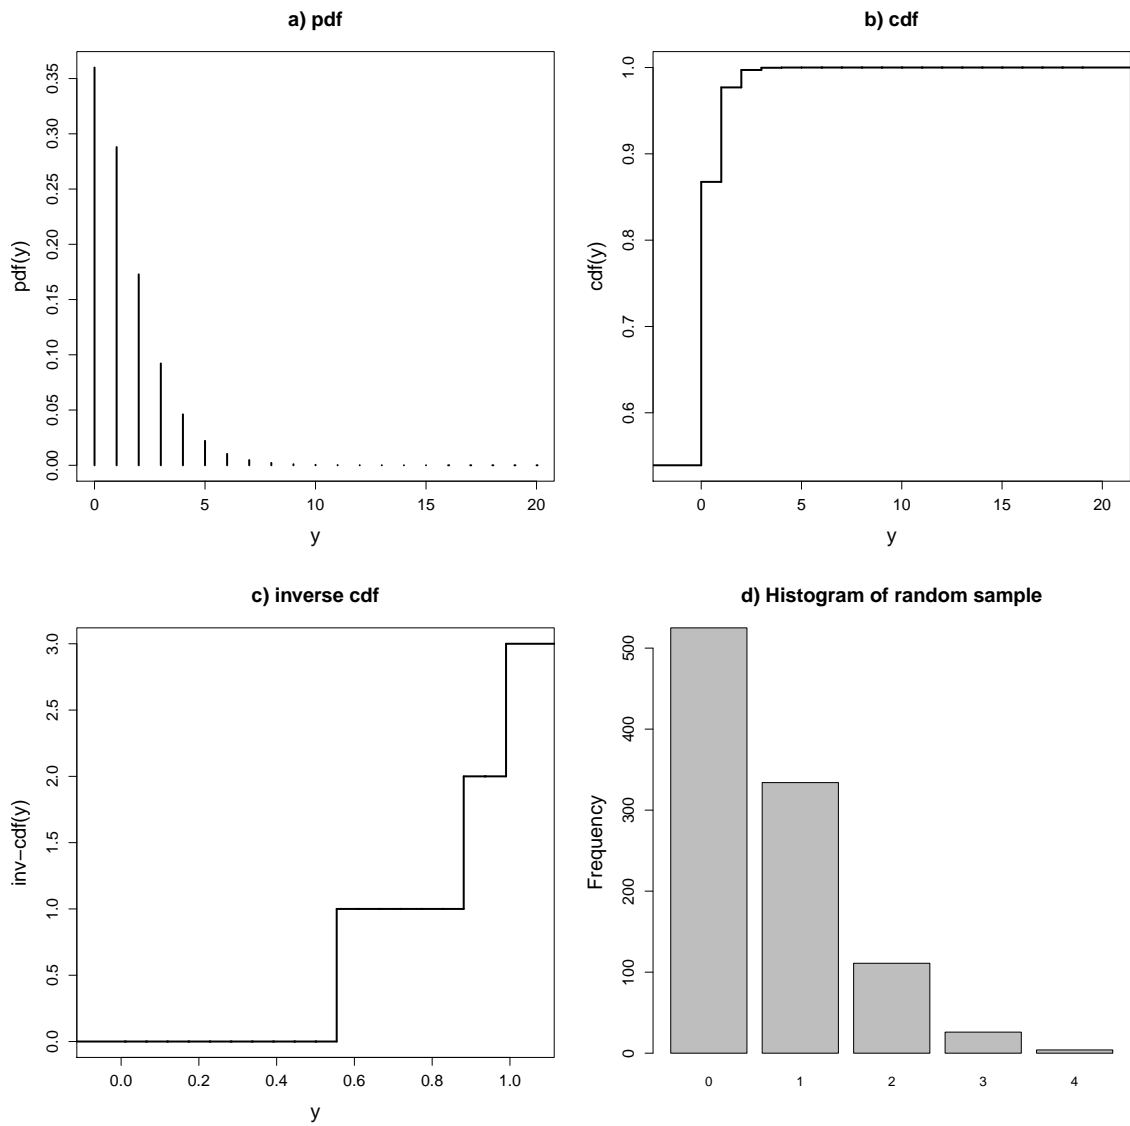 a) pdf
pdf(y)
0.00 0.05 0.10 0.15 0.20 0.25 0.30 0.35
0 5 10 15 20
y
b) cdf
cdf(y)
0.6 0.7 0.8 0.9 1.0
0 5 10 15 20
y
c) inverse cdf
inv−cdf(y)
0.0 0.5 1.0 1.5 2.0 2.5 3.0
0.0 0.2 0.4 0.6 0.8 1.0
y
d) Histogram of random sample
Frequency
0 100 200 300 400 500
0 1 2 3 4